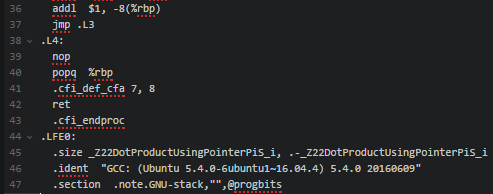 36 addl $1, -8(%rbp)
37 jmp .L3
38 .L4:
39 nop
40 popq %rbp
41 .cfi_def_cfa 7, 8
42 ret
43 .cfi_endproc
44 .LFE0:
45 .size _Z22DotProductUsingPointerPiS_i, .-_Z22DotProductUsingPointerPiS_i
46 .ident "GCC: (Ubuntu 5.4.0-6ubuntu1~16.04.4) 5.4.0 20160609"
47 .section .note.GNU-stack,"",@progbits